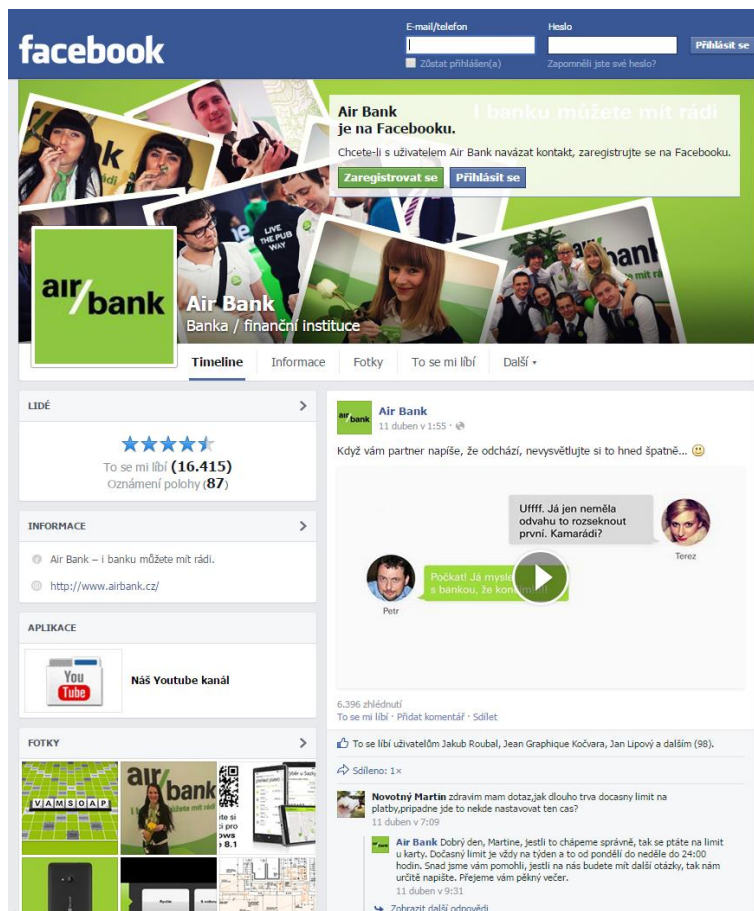 facebook
E-mail/telefon
Heslo
Přihlásit se
Zůstat přihlášen(a)
Zapomněli jste své heslo?
I banku můžete mít rádi
Air Bank
je na Facebooku.
Chcete-li s uživatelem Air Bank navázat kontakt, zaregistrujte se na Facebooku.
Zaregistrovat se
Přihlásit se
LIVE
THE PUB
WAY
air bank
Air Bank
Banka / finanční instituce
Timeline
Informace
Fotky
To se mi líbí
Další
LIDÉ
To se mi líbí (16.415)
Oznámení polohy (87)
INFORMACE
Air Bank – i banku můžete mít rádi.
http://www.airbank.cz/
APLIKACE
You
Tube
Náš Youtube kanál
FOTKY
VAMSOAP
air bank
Air Bank
11 duben v 1:55 ·
Když vám partner napíše, že odchází, nevysvětlujte si to hned špatně...
Uffff. Já jen neměla
odvahu to rozseknout
první. Kamarádi?
Terez
Počkat! Já mysle
s bankou, že kon
Petr
6.396 zhlédnutí
To se mi líbí · Přidat komentář · Sdílet
To se líbí uživatelům Jakub Roubal, Jean Graphique Kočvara, Jan Lipový a dalším (98).
Sdíleno: 1×
Novotný Martin zdravim mam dotaz,jak dlouho trva docasny limit na
platby,pripadne jde to nekde nastavovat ten cas?
11 duben v 7:09
Air Bank Dobrý den, Martine, jestli to chápeme správně, tak se ptáte na limit
u karty. Dočasný limit je vždy na týden a to od pondělí do neděle do 24:00
hodin. Snad jsme vám pomohli, jestli na nás budete mít další otázky, tak nám
určitě napište. Přejeme vám pěkný večer.
11 duben v 9:31
Zobrazit další odpovědi